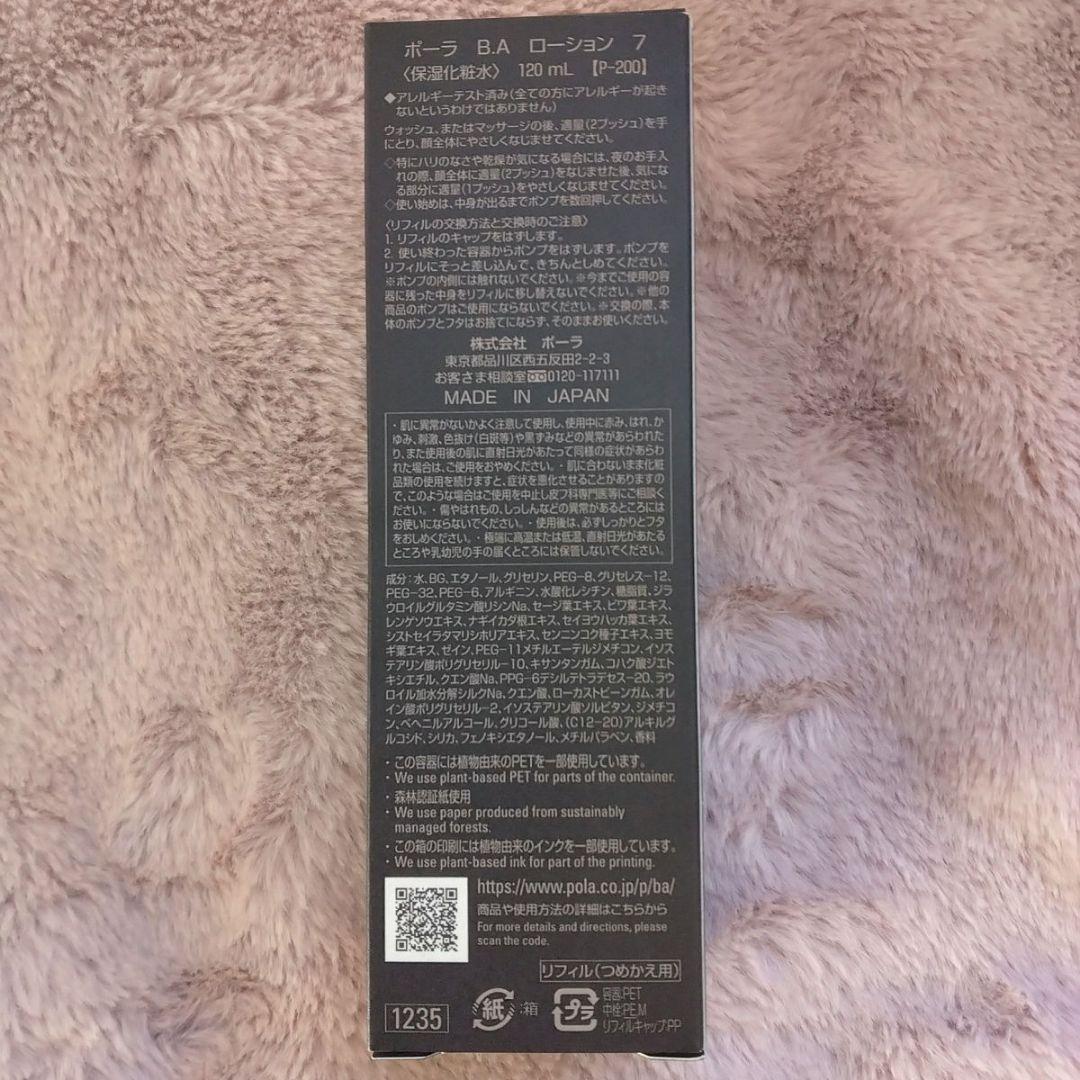 ポーラ B.A ローション 7
〈保湿化粧水〉 120 mL 【P-200】
◆アレルギーテスト済み(全ての方にアレルギーが起き
ないというわけではありません)
ウォッシュ、またはマッサージの後、適量(2プッシュ)を手
にとり、顔全体にやさしくなじませてください。
◇特にハリのなさや乾燥が気になる場合には、夜のお手入
れの際、顔全体に適量(2プッシュ)をなじませた後、気にな
る部分に適量(1プッシュ)をやさしくなじませてください。
◇使い始めは、中身が出るまでポンプを数回押してください。
〈リフィルの交換方法と交換時のご注意〉
1. リフィルのキャップをはずします。
2. 使い終わった容器からポンプをはずします。ポンプを
リフィルにそっと差し込んで、きちんとしめてください。
※ポンプの内側には触れないでください。※今までご使用の容
器に残った中身をリフィルに移し替えないでください。※他の
商品のポンプはご使用にならないでください。※交換の際、本
体のポンプとフタはお捨てにならず、そのままお使いください。
株式会社 ポーラ
東京都品川区西五反田2-2-3
お客さま相談室 0120-117111
MADE IN JAPAN
・肌に異常がないかよく注意して使用し、使用中に赤み、はれ、か
ゆみ、刺激、色抜け(白斑等)や黒ずみなどの異常があらわれた
り、また使用後の肌に直射日光があたって同様の症状があらわ
れた場合は、ご使用をおやめください。・肌に合わないまま化粧
品類の使用を続けますと、症状を悪化させることがありますの
で、このような場合はご使用を中止し皮フ科専門医等にご相談く
ださい。・傷やはれもの、しっしんなどの異常があるところには
お使いにならないでください。・使用後は、必ずしっかりとフタ
をおしめください。・極端に高温または低温、直射日光があたる
ところや乳幼児の手の届くところには保管しないでください。
成分:水、BG、エタノール、グリセリン、PEG-8、グリセレス-12、
PEG-32、PEG-6、アルギニン、水酸化レシチン、糖脂質、ジラ
ウロイルグルタミン酸リシンNa、セージ葉エキス、ビワ葉エキス、
レンゲソウエキス、ナギイカダ根エキス、セイヨウハッカ葉エキス、
シストセイラタマリシホリアエキス、センニンコク種子エキス、ヨモ
ギ葉エキス、ゼイン、PEG-11メチルエーテルジメチコン、イソス
テアリン酸ポリグリセリル-10、キサンタンガム、コハク酸ジエト
キシエチル、クエン酸Na、PPG-6デシルテトラデセス-20、ラウ
ロイル加水分解シルクNa、クエン酸、ローカストビーンガム、オレ
イン酸ポリグリセリル-2、イソステアリン酸ソルビタン、ジメチコ
ン、ベヘニルアルコール、グリコール酸、(C12-20)アルキルグ
ルコシド、シリカ、フェノキシエタノール、メチルパラベン、香料
・この容器には植物由来のPETを一部使用しています。
・We use plant-based PET for parts of the container.
・森林認証紙使用
・We use paper produced from sustainably
managed forests.
・この箱の印刷には植物由来のインクを一部使用しています。
・We use plant-based ink for part of the printing.
https://www.pola.co.jp/p/ba/
商品や使用方法の詳細はこちらから
For more details and directions, please
scan the code.
リフィル(つめかえ用)
1235
紙 :箱
プラ
容器:PET
中栓:PE,M
リフィルキャップ:PP